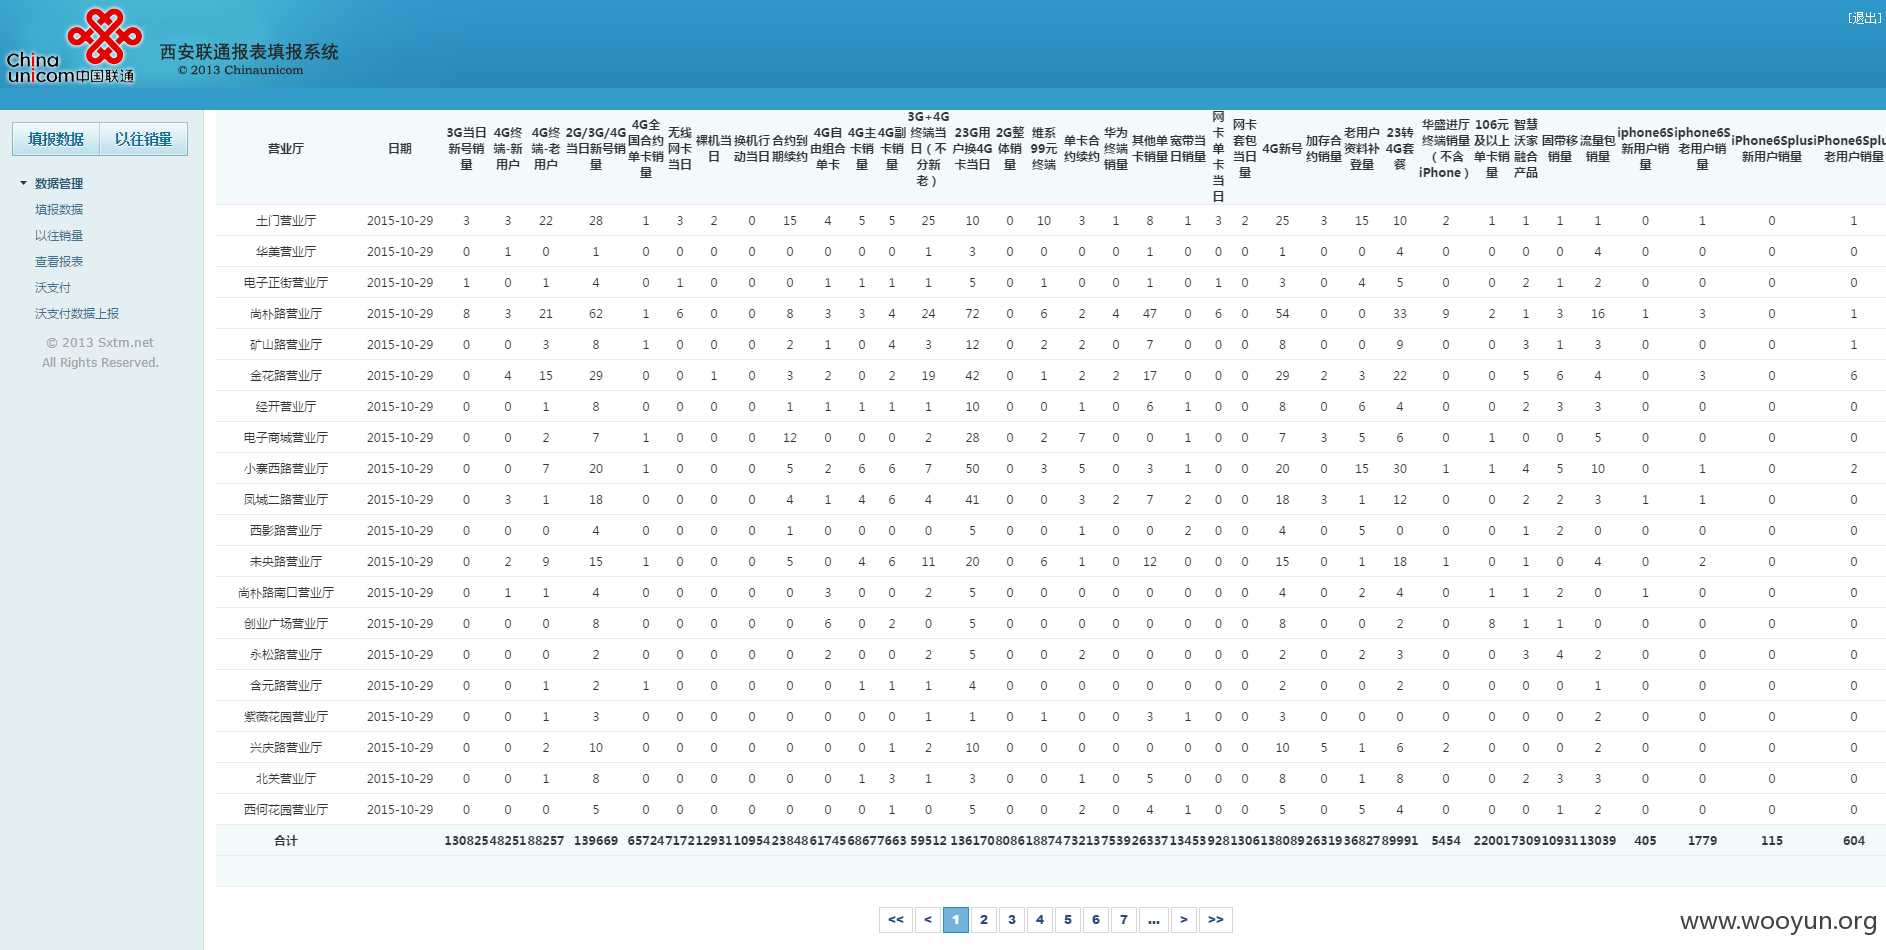 China unicom中国联通
西安联通报表填报系统
© 2013 Chinaunicom
[退出]
填报数据 以往销量
数据管理
填报数据
以往销量
查看报表
沃支付
沃支付数据上报
© 2013 Sxtm.net
All Rights Reserved.
营业厅 日期 3G当日新号销量 4G终端-新用户 4G终端-老用户 2G/3G/4G当日新号销量 4G全国合约单卡销量 无线网卡当日 裸机当日 换机行动当日 合约到期续约 4G自由组合单卡 4G主卡销量 4G副卡销量 3G+4G终端当日（不分新老） 23G用户换4G卡当日 2G整体销量 维系99元终端 单卡合约续约 华为终端销量 其他单卡销量 宽带当日销量 网卡单卡当日 网卡套包当日量 4G新号 加存合约销量 老用户资料补登量 23转4G套餐 华盛进厅终端销量（不含iPhone） 106元及以上单卡销量 智慧沃家融合产品 固带移销量 流量包销量 iphone6S新用户销量 iphone6S老用户销量 iPhone6Splus新用户销量 iPhone6Splu老用户销量
土门营业厅 2015-10-29 3 3 22 28 1 3 2 0 15 4 5 5 25 10 0 10 3 1 8 1 3 2 25 3 15 10 2 1 1 1 1 0 1 0 1
华美营业厅 2015-10-29 0 1 0 1 0 0 0 0 0 0 0 0 1 3 0 0 0 0 1 0 0 0 1 0 0 4 0 0 0 0 4 0 0 0 0
电子正街营业厅 2015-10-29 1 0 1 4 0 1 0 0 0 1 1 1 1 5 0 1 0 0 1 0 1 0 3 0 4 5 0 0 2 1 2 0 0 0 0
尚朴路营业厅 2015-10-29 8 3 21 62 1 6 0 0 8 3 3 4 24 72 0 6 2 4 47 0 6 0 54 0 0 33 9 2 1 3 16 1 3 0 1
矿山路营业厅 2015-10-29 0 0 3 8 1 0 0 0 2 1 0 4 3 12 0 2 2 0 7 0 0 0 8 0 0 9 0 0 3 1 3 0 0 0 1
金花路营业厅 2015-10-29 0 4 15 29 0 0 1 0 3 2 0 2 19 42 0 1 2 2 17 0 0 0 29 2 3 22 0 0 5 6 4 0 3 0 6
经开营业厅 2015-10-29 0 0 1 8 0 0 0 0 1 1 1 1 1 10 0 0 1 0 6 1 0 0 8 0 6 4 0 0 2 3 3 0 0 0 0
电子商城营业厅 2015-10-29 0 0 2 7 1 0 0 0 12 0 0 0 2 28 0 2 7 0 0 1 0 0 7 3 5 6 0 1 0 0 5 0 0 0 0
小寨西路营业厅 2015-10-29 0 0 7 20 1 0 0 0 5 2 6 6 7 50 0 3 5 0 3 1 0 0 20 0 15 30 1 1 4 5 10 0 1 0 2
凤城二路营业厅 2015-10-29 0 3 1 18 0 0 0 0 4 1 4 6 4 41 0 0 3 2 7 2 0 0 18 3 1 12 0 0 2 2 3 1 1 0 0
西影路营业厅 2015-10-29 0 0 0 4 0 0 0 0 1 0 0 0 0 5 0 0 1 0 0 2 0 0 4 0 5 0 0 0 1 2 0 0 0 0 0
未央路营业厅 2015-10-29 0 2 9 15 1 0 0 0 5 0 4 6 11 20 0 6 1 0 12 0 0 0 15 0 1 18 1 0 1 0 4 0 2 0 0
尚朴路南口营业厅 2015-10-29 0 1 1 4 0 0 0 0 0 3 0 0 2 5 0 0 0 0 0 0 0 0 4 0 2 4 0 1 1 2 0 1 0 0 0
创业广场营业厅 2015-10-29 0 0 0 8 0 0 0 0 0 6 0 2 0 5 0 0 0 0 0 0 0 0 8 0 0 2 0 8 1 1 0 0 0 0 0
永松路营业厅 2015-10-29 0 0 0 2 0 0 0 0 0 2 0 0 2 5 0 0 2 0 0 0 0 0 2 0 2 3 0 0 3 4 2 0 0 0 0
含元路营业厅 2015-10-29 0 0 1 2 1 0 0 0 0 0 1 1 1 4 0 0 0 0 0 0 0 0 2 0 0 2 0 0 0 0 1 0 0 0 0
紫薇花园营业厅 2015-10-29 0 0 1 3 0 0 0 0 0 0 0 0 1 1 0 1 0 0 3 1 0 0 3 0 0 0 0 0 0 0 2 0 0 0 0
兴庆路营业厅 2015-10-29 0 0 2 10 0 0 0 0 0 0 0 1 2 10 0 0 0 0 0 0 0 0 10 5 1 6 2 0 0 0 2 0 0 0 0
北关营业厅 2015-10-29 0 0 1 8 0 0 0 0 0 0 1 3 1 3 0 0 1 0 5 0 0 0 8 0 1 8 0 0 2 3 3 0 0 0 0
西何花园营业厅 2015-10-29 0 0 0 5 0 0 0 0 0 0 0 1 0 5 0 0 2 0 4 1 0 0 5 0 5 4 0 0 0 1 2 0 0 0 0
合计 130825 48251 88257 139669 65724 7172 12931 10954 23848 61745 6867 7663 59512 136170 8086 18874 73213 7539 26337 13453 928 1306 138089 26319 36827 89991 5454 22001 7309 10931 13039 405 1779 115 604
<< < 1 2 3 4 5 6 7 ... > >>
www.wooyun.org